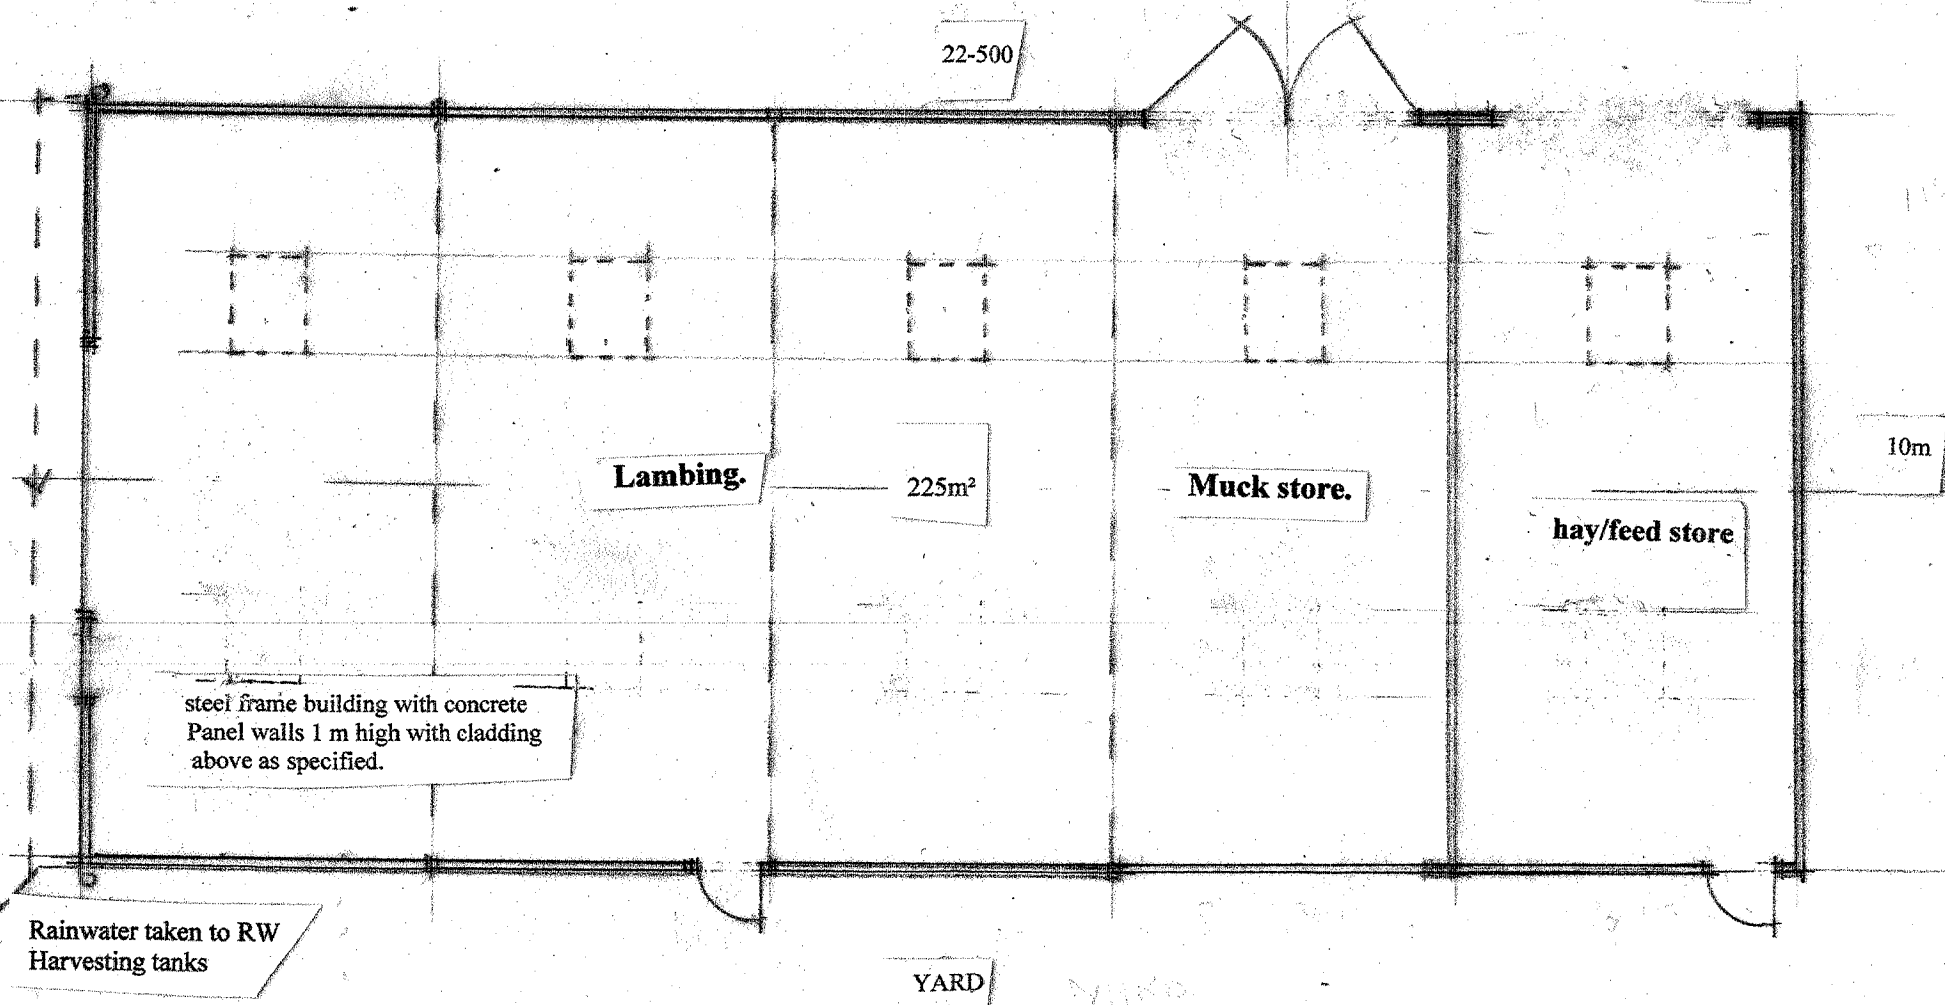 22-500
10m
Lambing.
225m²
Muck store.
hay/feed store
steel frame building with concrete
Panel walls 1 m high with cladding
above as specified.
Rainwater taken to RW
Harvesting tanks
YARD